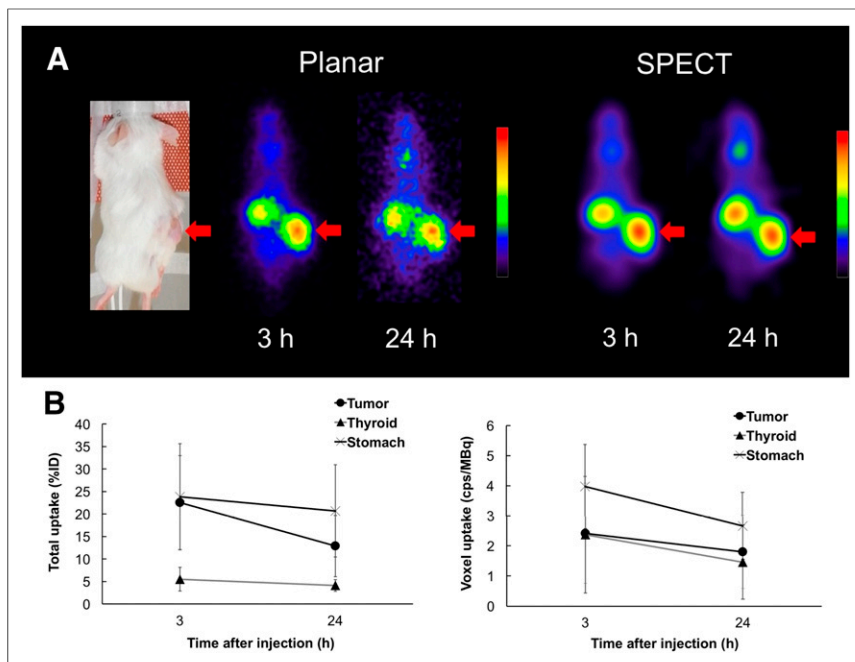 A
Planar
SPECT
3 h
24 h
3 h
24 h
B
Tumor
Thyroid
Stomach
Total uptake (%ID)
40
35
30
25
20
15
10
5
0
3
24
Time after injection (h)
Tumor
Thyroid
Stomach
Voxel uptake (cps/MBq)
6
5
4
3
2
1
0
3
24
Time after injection (h)